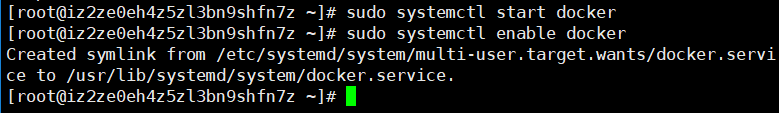 [root@iz2ze0eh4z5zl3bn9shfn7z ~]# sudo systemctl start docker
[root@iz2ze0eh4z5zl3bn9shfn7z ~]# sudo systemctl enable docker
Created symlink from /etc/systemd/system/multi-user.target.wants/docker.servi
ce to /usr/lib/systemd/system/docker.service.
[root@iz2ze0eh4z5zl3bn9shfn7z ~]#